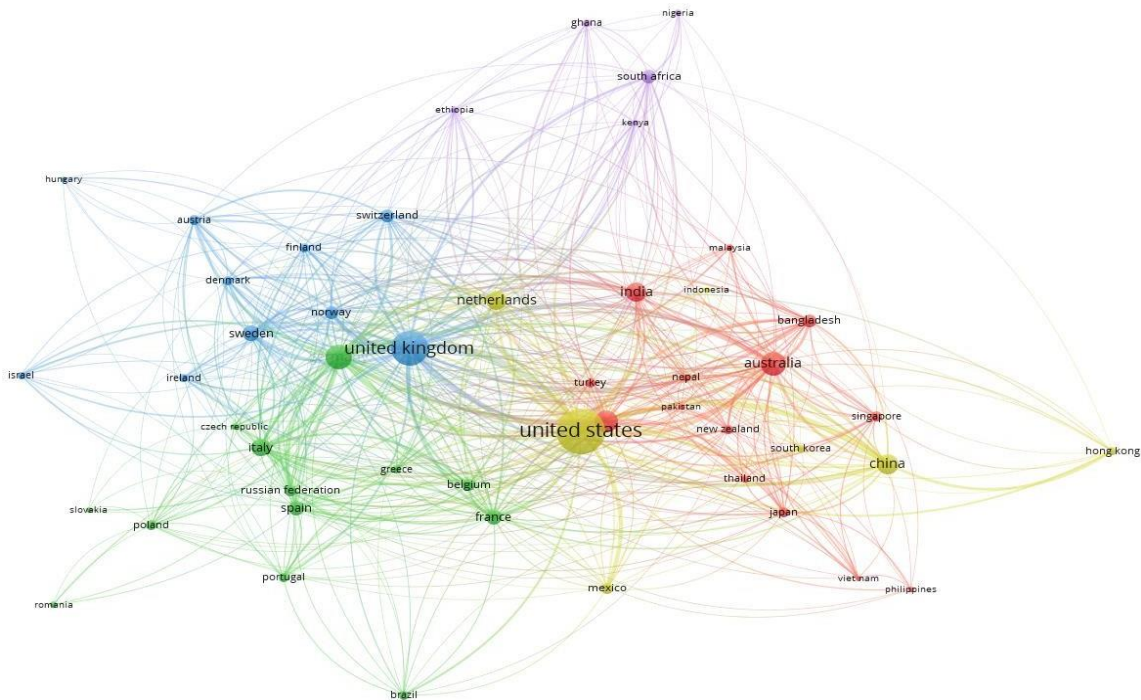 nigeria
ghana
south africa
ethiopia
kenya
hungary
switzerland
austria
finland
malaysia
denmark
indonesia
india
netherlands
norway
bangladesh
sweden
united kingdom
australia
israel
ireland
turkey
nepal
pakistan
singapore
czech republic
new zealand
united states
italy
south korea
hong kong
china
greece
thailand
belgium
russian federation
slovakia
spain
japan
france
poland
portugal
viet nam
mexico
philippines
romania
brazil